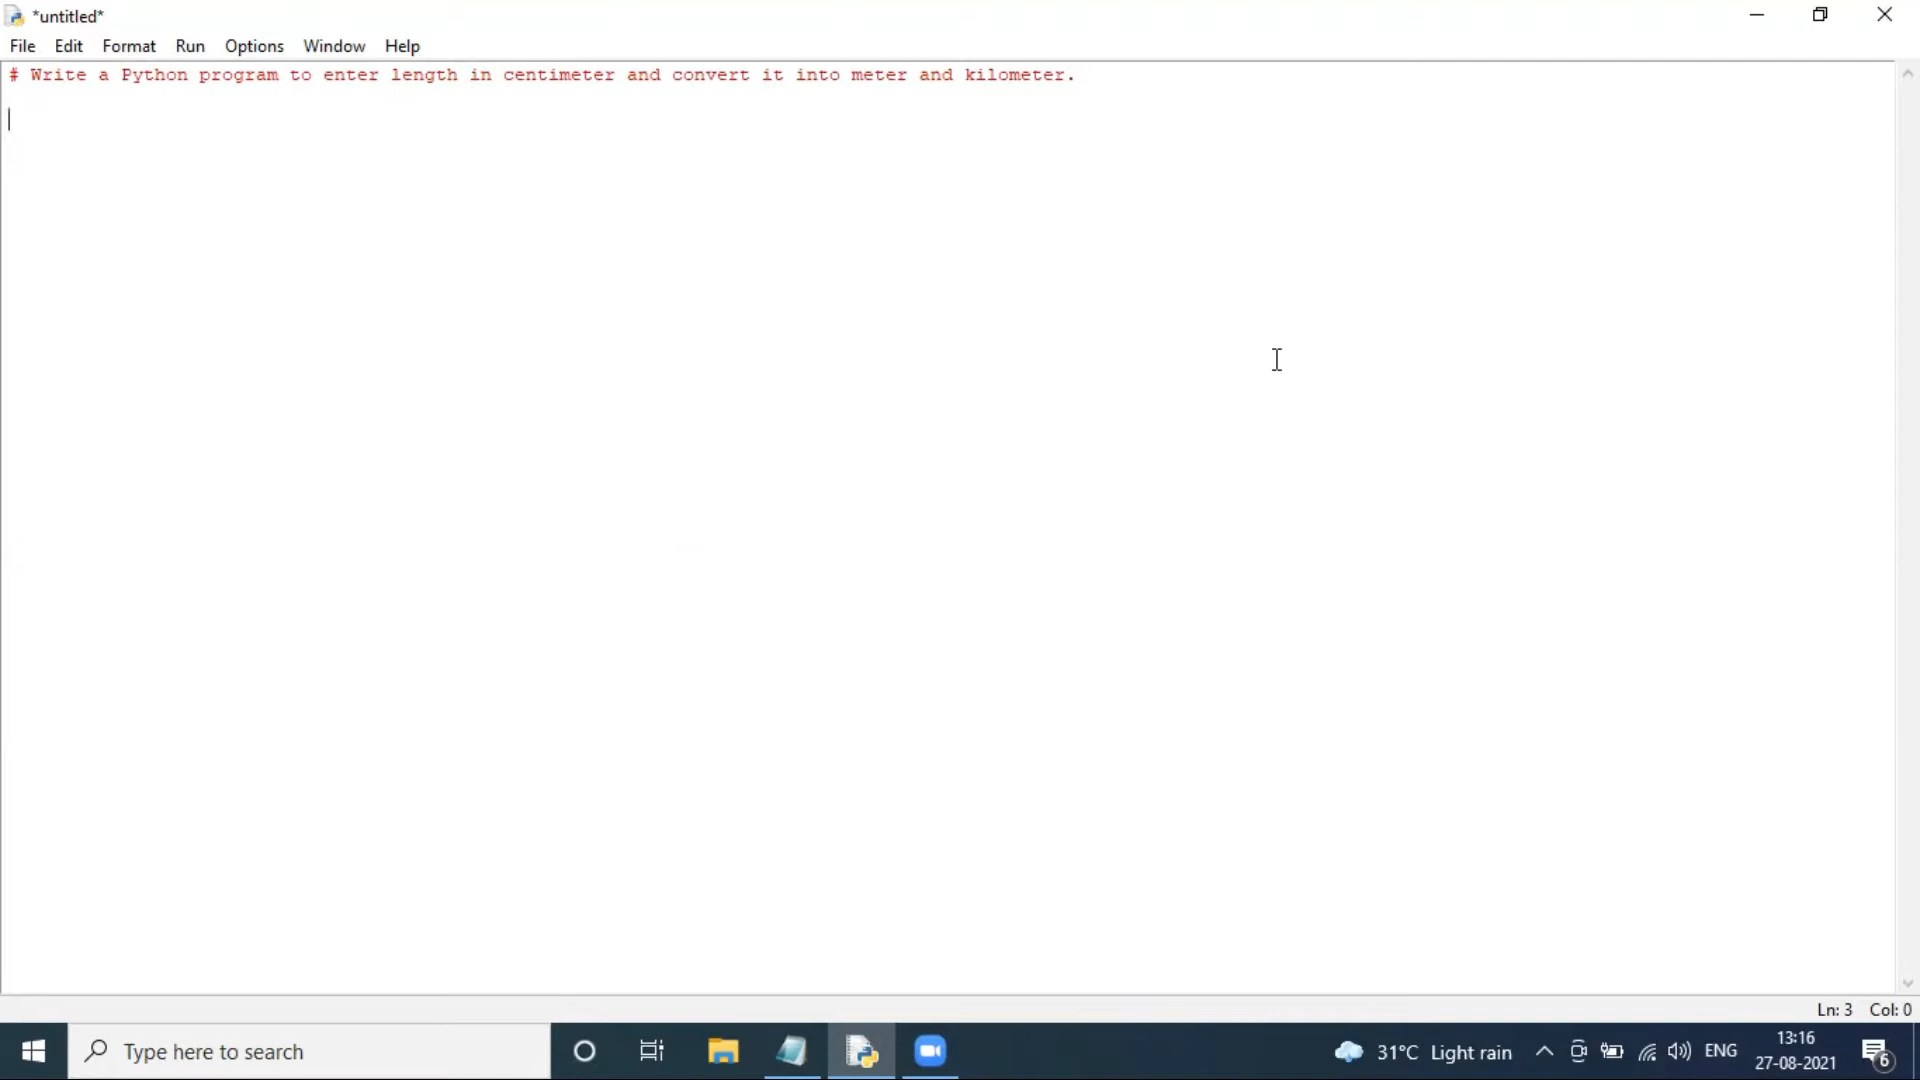 *untitled*
File Edit Format Run Options Window Help
# Write a Python program to enter length in centimeter and convert it into meter and kilometer.
Ln: 3 Col: 0
Type here to search
31°C Light rain
ENG
13:16
27-08-2021
6